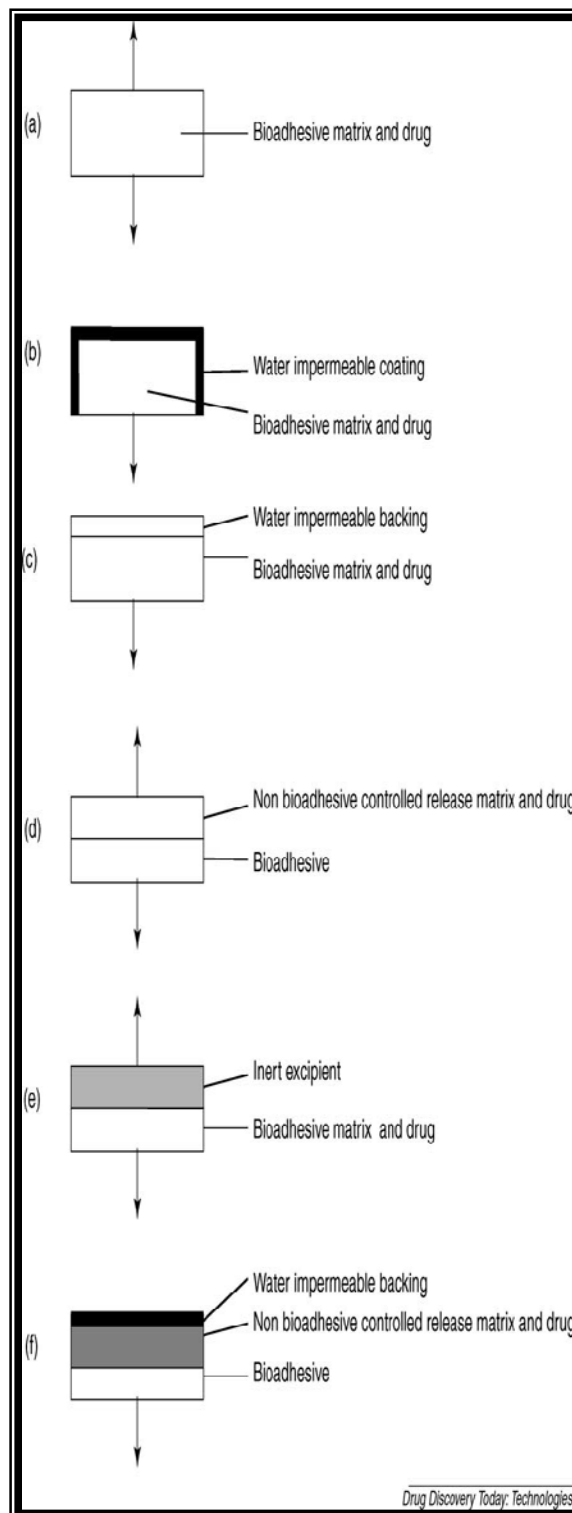 (a)
Bioadhesive matrix and drug
(b)
Water impermeable coating
Bioadhesive matrix and drug
(c)
Water impermeable backing
Bioadhesive matrix and drug
(d)
Non bioadhesive controlled release matrix and drug
Bioadhesive
(e)
Inert excipient
Bioadhesive matrix and drug
(f)
Water impermeable backing
Non bioadhesive controlled release matrix and drug
Bioadhesive
Drug Discovery Today: Technologies